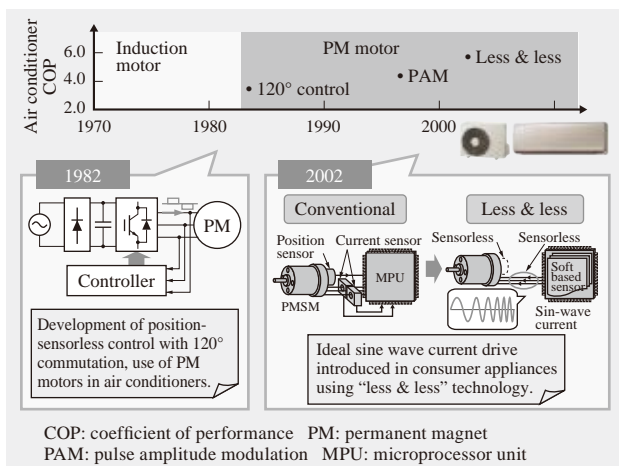 Air conditioner
COP
6.0
4.0
2.0
Induction
motor
PM motor
• 120° control
• PAM
• Less & less
1970
1980
1990
2000
1982
PM
Controller
Development of position-
sensorless control with 120°
commutation, use of PM
motors in air conditioners.
2002
Conventional
Less & less
Position
sensor
Current sensor
MPU
PMSM
Sensorless
Sensorless
Soft
based
sensor
Sin-wave
current
Ideal sine wave current drive
introduced in consumer appliances
using “less & less” technology.
COP: coefficient of performance PM: permanent magnet
PAM: pulse amplitude modulation MPU: microprocessor unit